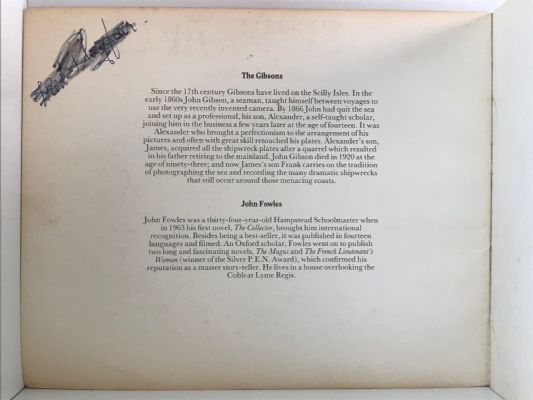 The Gibsons
Since the 17th century Gibsons have lived on the Scilly Isles. In the
early 1860s John Gibson, a seaman, taught himself between voyages to
use the very recently invented camera. By 1866 John had quit the sea
and set up as a professional, his son, Alexander, a self-taught scholar,
joining him in the business a few years later at the age of fourteen. It was
Alexander who brought a perfectionism to the arrangement of his
pictures and often with great skill retouched his plates. Alexander's son,
James, acquired all the shipwreck plates after a quarrel which resulted
in his father retiring to the mainland. John Gibson died in 1920 at the
age of ninety-three; and now James's son Frank carries on the tradition
of photographing the sea and recording the many dramatic shipwrecks
that still occur around those menacing coasts.
John Fowles
John Fowles was a thirty-four-year-old Hampstead Schoolmaster when
in 1963 his first novel, The Collector, brought him international
recognition. Besides being a best-seller, it was published in fourteen
languages and filmed. An Oxford scholar, Fowles went on to publish
two long and fascinating novels, The Magus and The French Lieutenant's
Woman (winner of the Silver P.E.N. Award), which confirmed his
reputation as a master story-teller. He lives in a house overlooking the
Cobb at Lyme Regis.